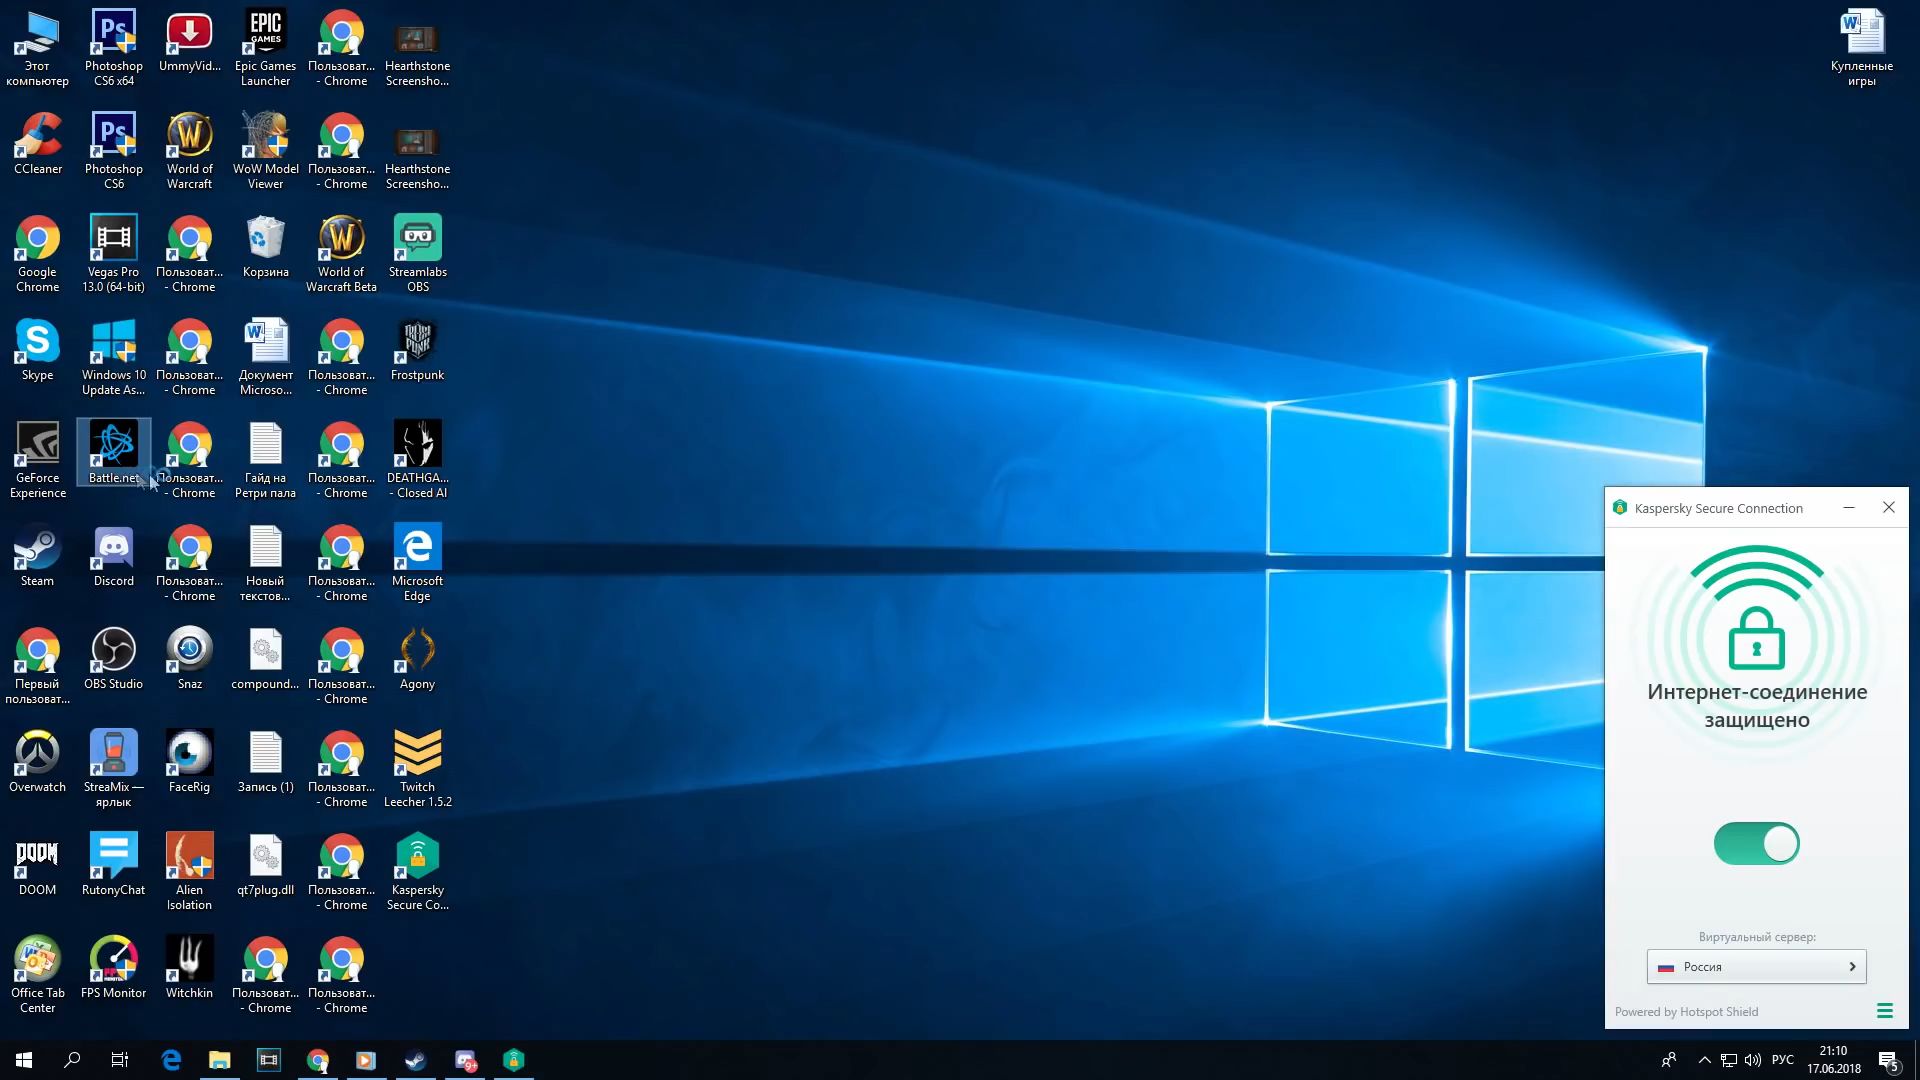 Этот
компьютер
Photoshop
CS6 x64
UmmyVid...
EPIC
GAMES
Epic Games
Launcher
Пользоват...
- Chrome
Hearthstone
Screensho...
Купленные
игры
CCleaner
Photoshop
CS6
World of
Warcraft
WoW Model
Viewer
Пользоват...
- Chrome
Hearthstone
Screensho...
Google
Chrome
Vegas Pro
13.0 (64-bit)
Пользоват...
- Chrome
Корзина
World of
Warcraft Beta
Streamlabs
OBS
Skype
Windows 10
Update As...
Пользоват...
- Chrome
Документ
Microso...
Пользоват...
- Chrome
Frostpunk
GeForce
Experience
Battle.net
Пользоват...
- Chrome
Гайд на
Ретри пала
Пользоват...
- Chrome
DEATHGA...
- Closed Al
Steam
Discord
Пользоват...
- Chrome
Новый
текстов...
Пользоват...
- Chrome
Microsoft
Edge
Первый
пользоват...
OBS Studio
Snaz
compound...
Пользоват...
- Chrome
Agony
Overwatch
StreaMix —
ярлык
FaceRig
Запись (1)
Пользоват...
- Chrome
Twitch
Leecher 1.5.2
DOOM
DOOM
RutonyChat
Alien
Isolation
qt7plug.dll
Пользоват...
- Chrome
Kaspersky
Secure Co...
Office Tab
Center
FPS Monitor
Witchkin
Пользоват...
- Chrome
Пользоват...
- Chrome
Kaspersky Secure Connection
Интернет-соединение
защищено
Виртуальный сервер:
Россия
Powered by Hotspot Shield
9+
РУС
21:10
17.06.2018
5